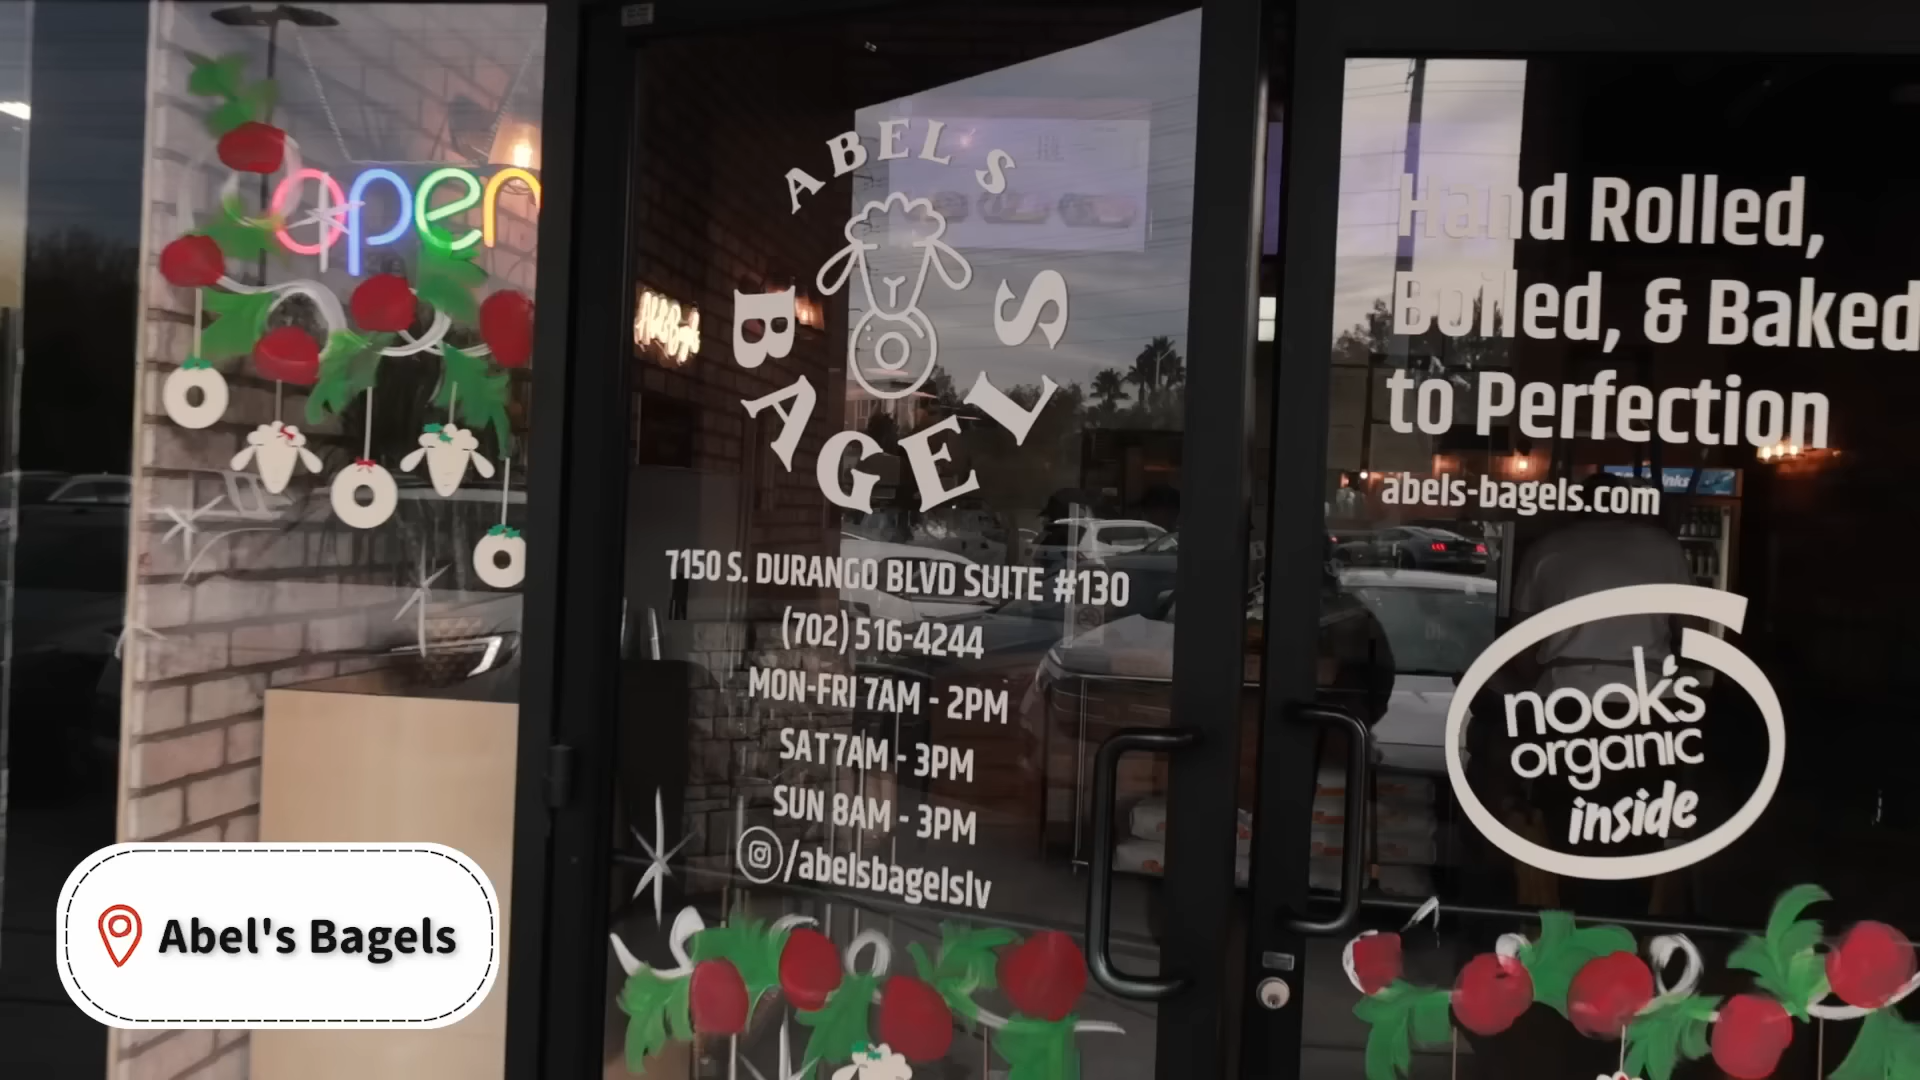 open
ABEL'S
BAGELS
7150 S. DURANGO BLVD SUITE #130
(702) 516-4244
MON-FRI 7AM - 2PM
SAT 7AM - 3PM
SUN 8AM - 3PM
/abelsbagelslv
Hand Rolled,
Boiled, & Baked
to Perfection
abels-bagels.com
nook's
organic
inside
Abel's Bagels